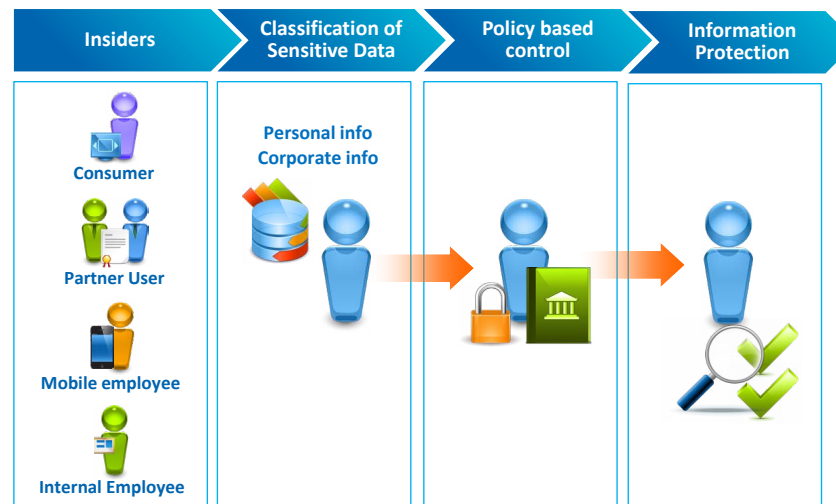 Insiders
Classification of
Sensitive Data
Policy based
control
Information
Protection
Consumer
Partner User
Mobile employee
Internal Employee
Personal info
Corporate info